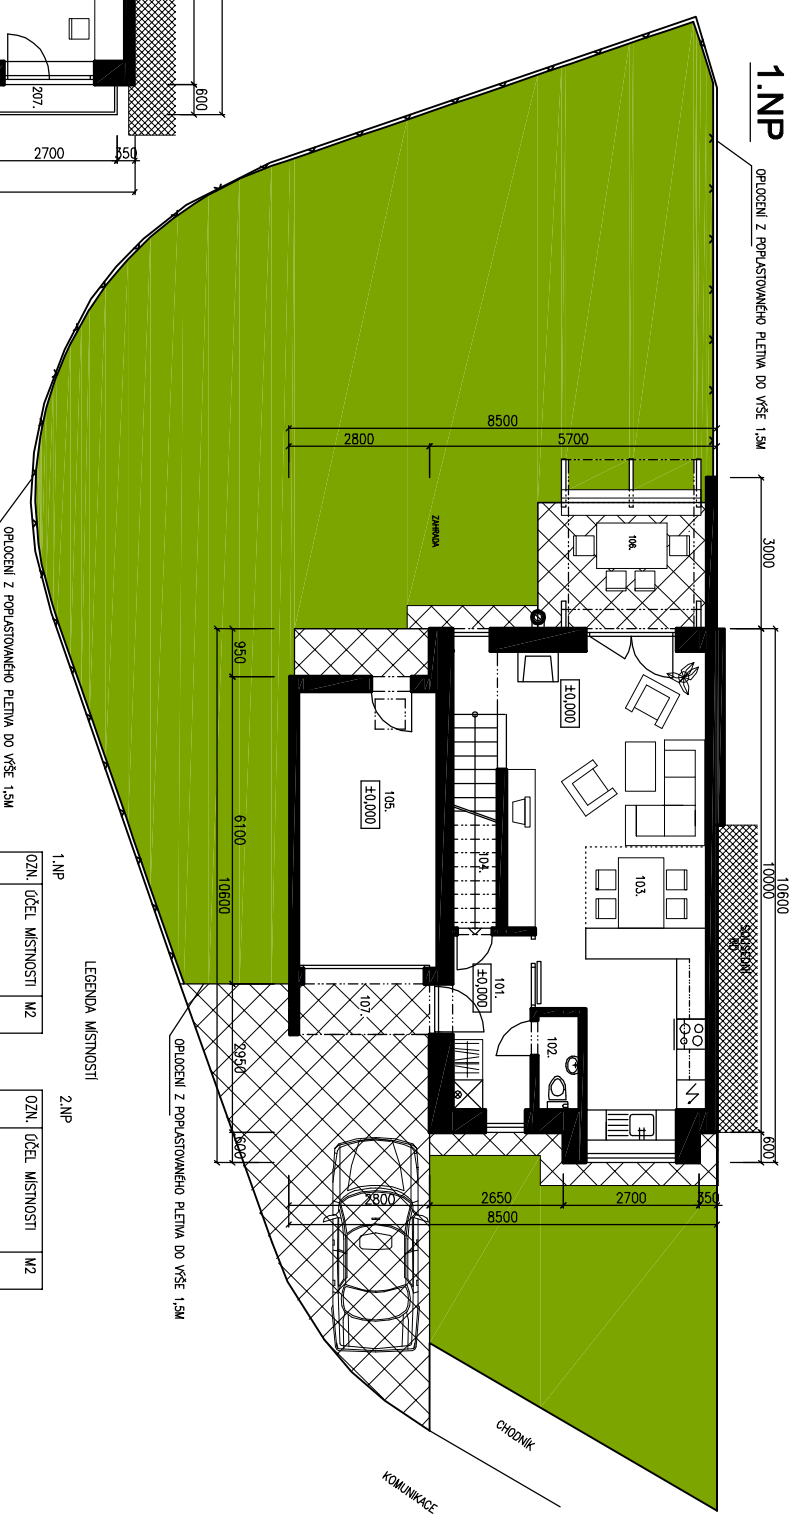 1.NP
OPLOCENÍ Z POPLASTOVANÉHO PLETIVA DO VÝŠE 1,5M
207.
600
2700
350
8500
2800
5700
3000
ZAHRADA
106.
950
±0,000
6100
10600
105.
±0,000
104.
103.
10600
10000
SOUSEDNÍ
101.
±0,000
102.
107.
2950
600
600
2800
2650
2700
350
8500
OPLOCENÍ Z POPLASTOVANÉHO PLETIVA DO VÝŠE 1,5M
OPLOCENÍ Z POPLASTOVANÉHO PLETIVA DO VÝŠE 1,5M
CHODNÍK
KOMUNIKACE
LEGENDA MÍSTNOSTÍ
1.NP
OZN. ÚČEL MÍSTNOSTI M2
2.NP
OZN. ÚČEL MÍSTNOSTI M2